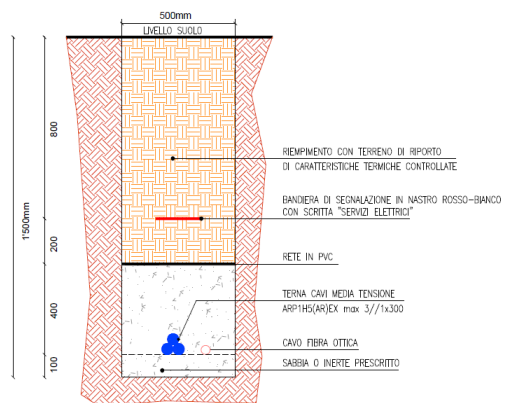 500mm
LIVELLO SUOLO
800
RIEMPIMENTO CON TERRENO DI RIPORTO
DI CARATTERISTICHE TERMICHE CONTROLLATE
BANDIERA DI SEGNALAZIONE IN NASTRO ROSSO-BIANCO
CON SCRITTA "SERVIZI ELETTRICI"
1'500mm
200
RETE IN PVC
TERNA CAVI MEDIA TENSIONE
ARP1H5(AR)EX max 3//1x300
400
CAVO FIBRA OTTICA
SABBIA O INERTE PRESCRITTO
100